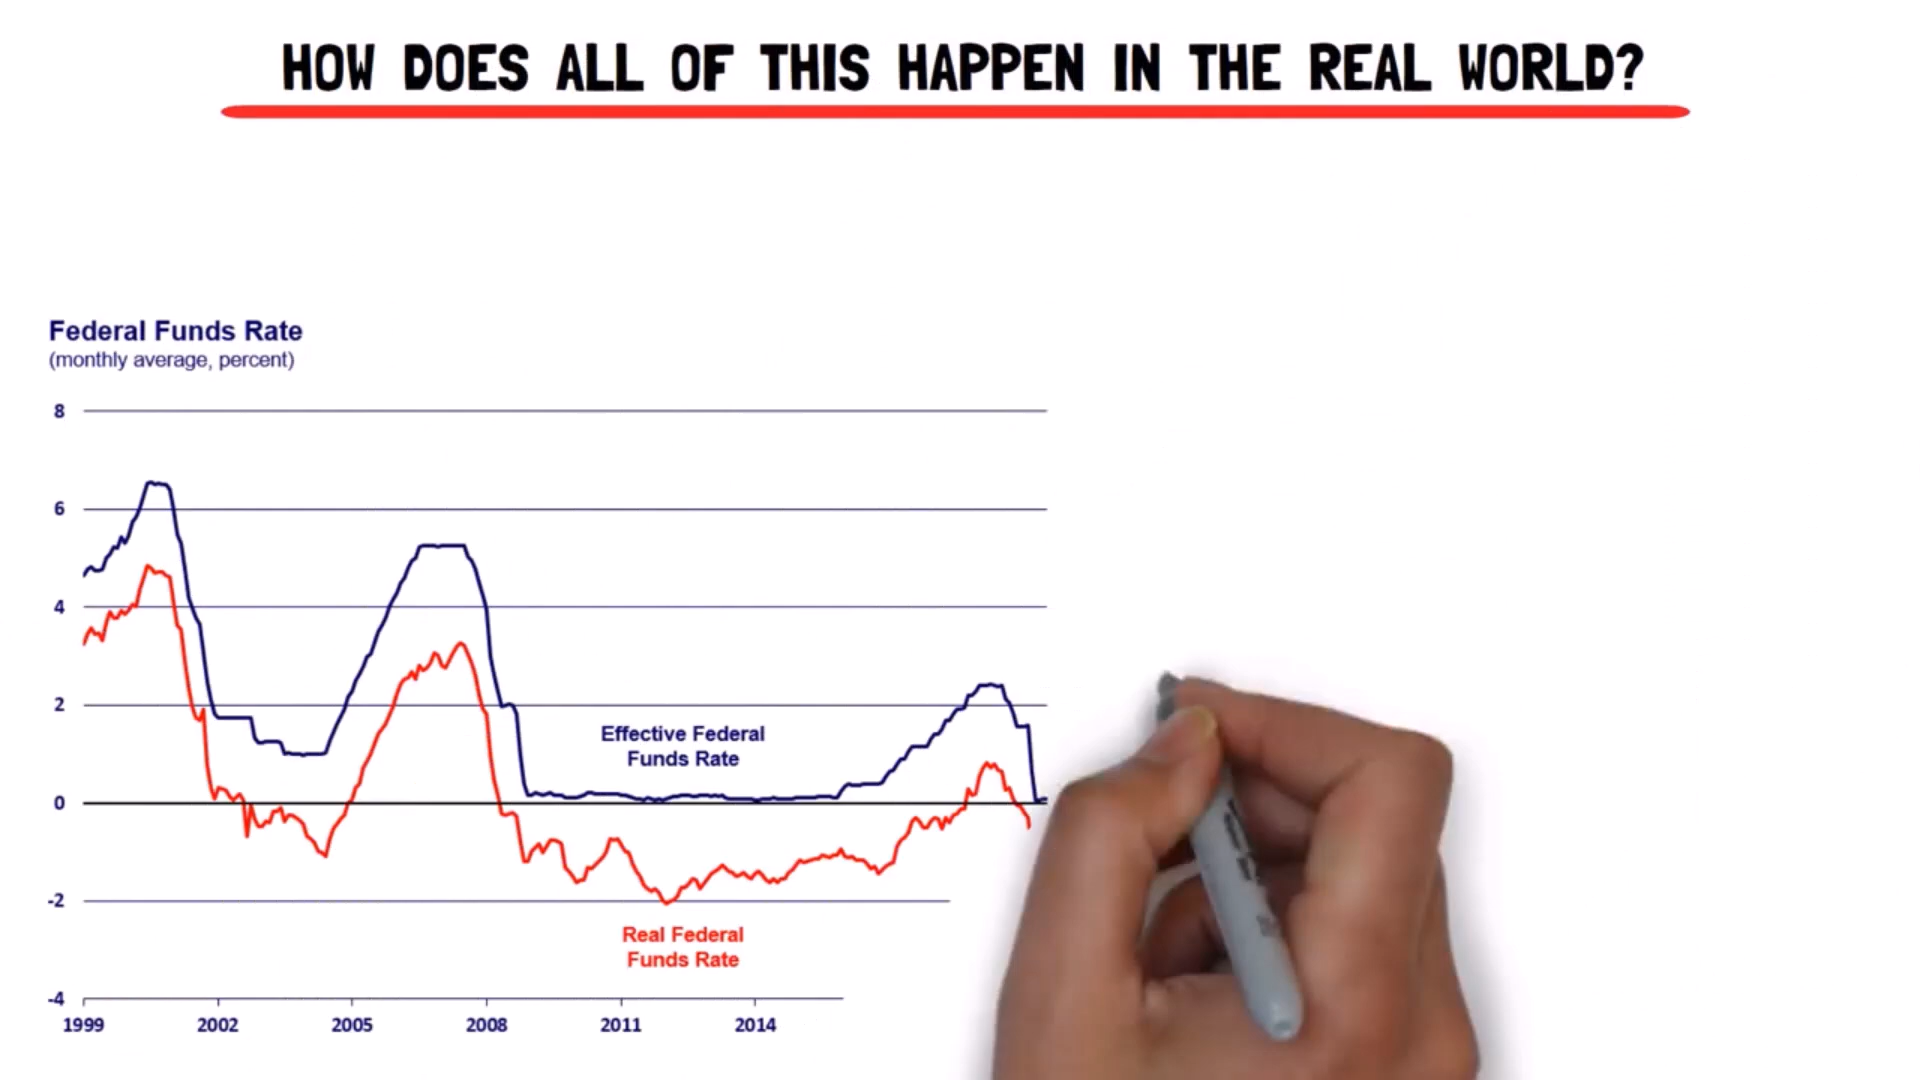 HOW DOES ALL OF THIS HAPPEN IN THE REAL WORLD?
Federal Funds Rate
(monthly average, percent)
8
6
4
2
0
-2
-4
Effective Federal
Funds Rate
Real Federal
Funds Rate
1999 2002 2005 2008 2011 2014